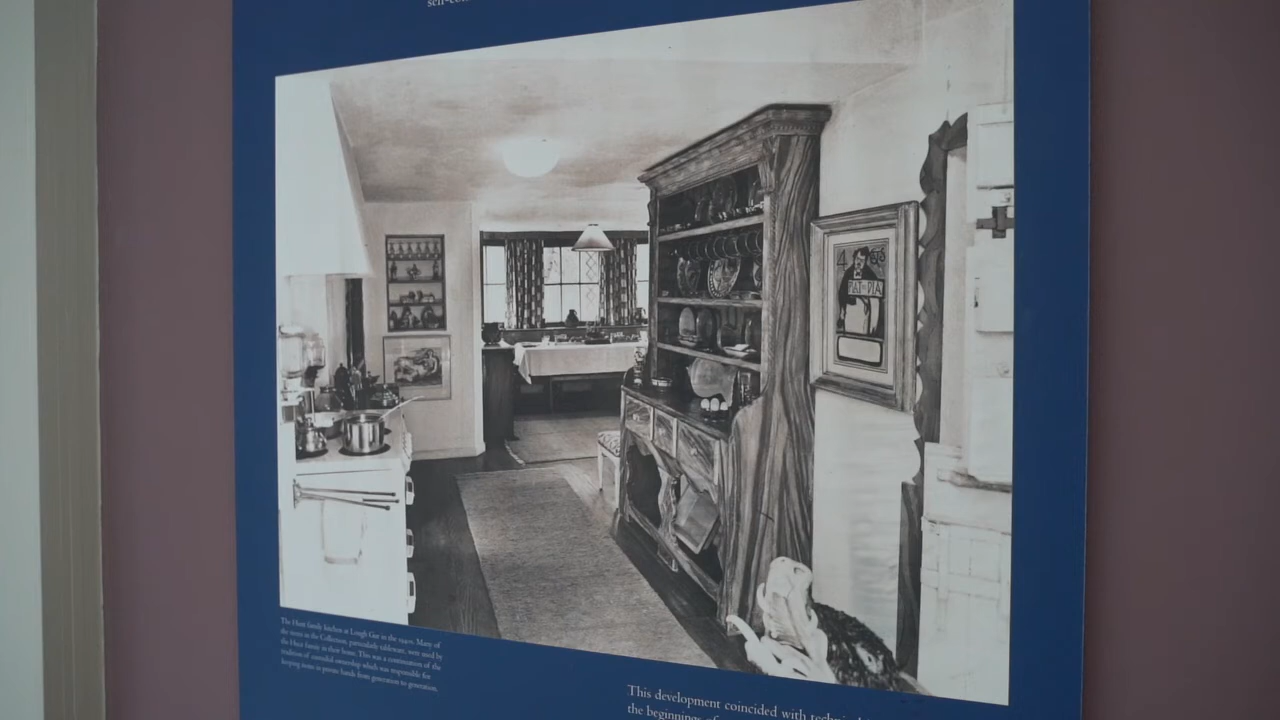 4
PAT PIA
The Hunt family kitchen at Lough Gur in the 1940s. Many of
the items in the Collection, particularly tableware, were used by
the Hunt family in their home. This was a continuation of the
tradition of custodial ownership which was responsible for
keeping items in private hands from generation to generation.
This development coincided with
the beginnings of